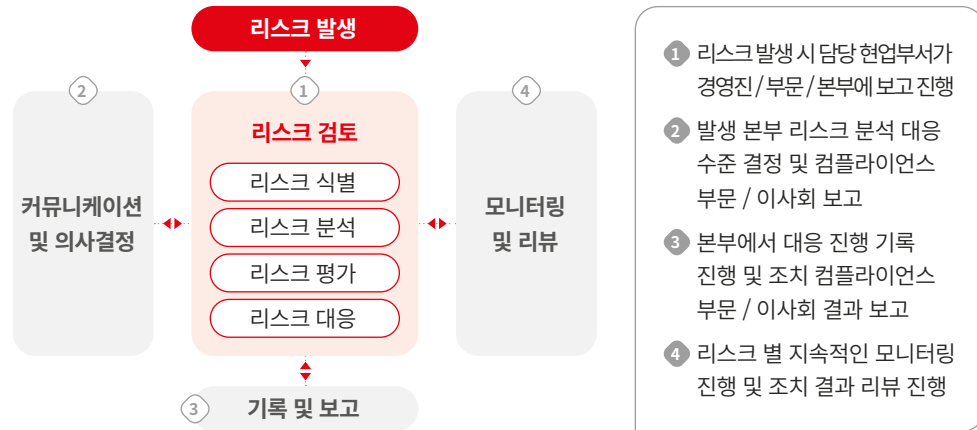 리스크 발생
2
1
4
리스크 검토
리스크 식별
리스크 분석
리스크 평가
리스크 대응
커뮤니케이션
및 의사결정
모니터링
및 리뷰
3
기록 및 보고
1 리스크 발생 시 담당 현업부서가
경영진 / 부문 / 본부에 보고 진행
2 발생 본부 리스크 분석 대응
수준 결정 및 컴플라이언스
부문 / 이사회 보고
3 본부에서 대응 진행 기록
진행 및 조치 컴플라이언스
부문 / 이사회 결과 보고
4 리스크 별 지속적인 모니터링
진행 및 조치 결과 리뷰 진행